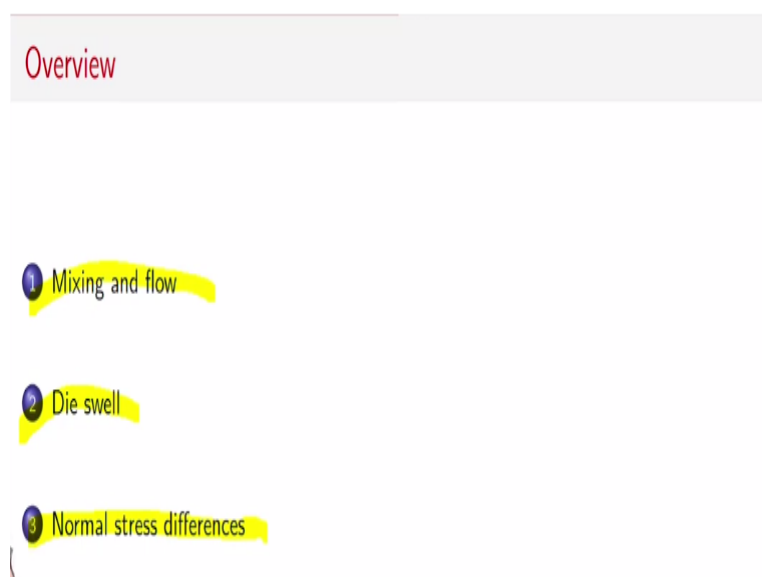 Overview
1 Mixing and flow
2 Die swell
3 Normal stress differences